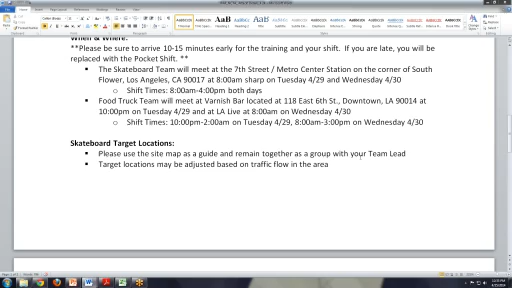 When & Where:
**Please be sure to arrive 10-15 minutes early for the training and your shift. If you are late, you will be
replaced with the Pocket Shift. **
▪ The Skateboard Team will meet at the 7th Street / Metro Center Station on the corner of South
Flower, Los Angeles, CA 90017 at 8:00am sharp on Tuesday 4/29 and Wednesday 4/30
o Shift Times: 8:00am-4:00pm both days
▪ Food Truck Team will meet at Varnish Bar located at 118 East 6th St., Downtown, LA 90014 at
10:00pm on Tuesday 4/29 and at LA Live at 8:00am on Wednesday 4/30
o Shift Times: 10:00pm-2:00am on Tuesday 4/29, 8:00am-3:00pm on Wednesday 4/30
Skateboard Target Locations:
▪ Please use the site map as a guide and remain together as a group with your Team Lead
▪ Target locations may be adjusted based on traffic flow in the area